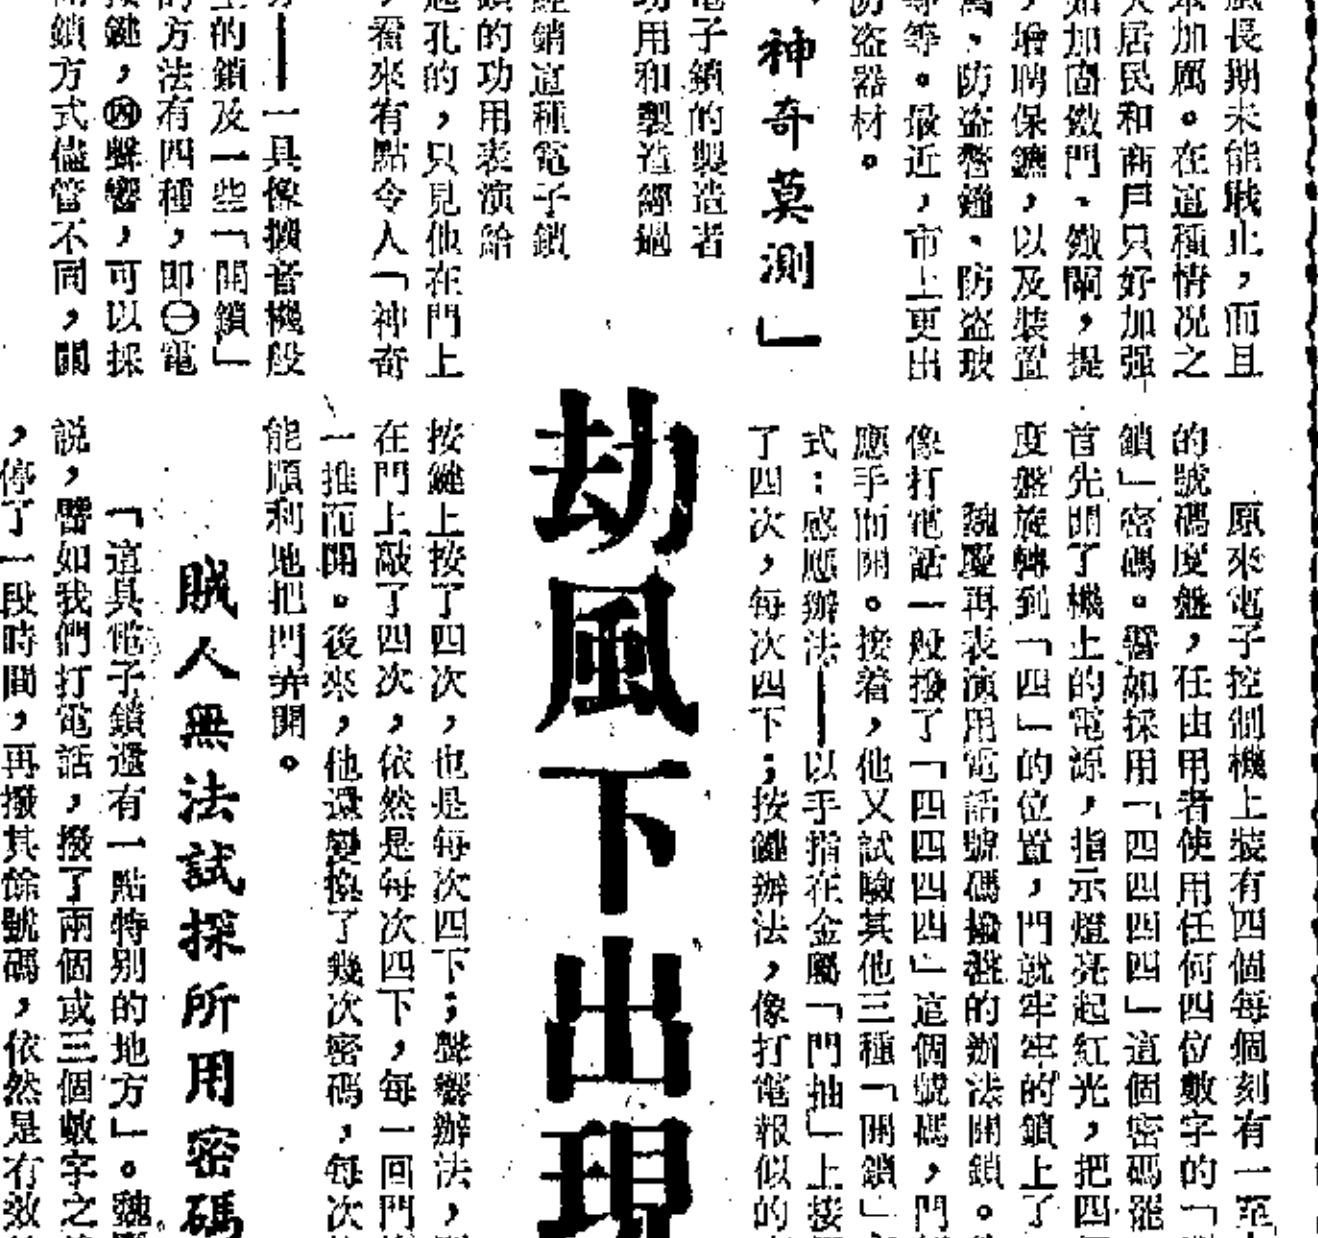 風長期未能戢止，而且
本加厲。在這種情況之
人居民和商戶只好加强
如加窗鐵門、鐵閘，提
，增聘保鑣，以及裝置
萬，防盜警鐘、防盜玻
等等。最近，市上更出
防盜器材。
神奇莫測」
電子鎖的製造者
功用和製造經過
經銷這種電子鎖
鎖的功用表演給
匙孔的，只見他在門上
，看來有點令人「神奇
——一具像擴音機般
上的鎖及一些「開鎖」
的方法有四種，即㊀電
按鍵，㊃聲響，可以採
開鎖方式儘管不同，關
劫風下出現
原來電子控制機上裝有四個每個刻有一至
的號碼度盤，任由用者使用任何四位數字的「
鎖」密碼。譬如採用「四四四四」這個密碼罷
首先開了機上的電源，指示燈亮起紅光，把四
度盤旋轉到「四」的位置，門就牢牢的鎖上了
魏慶再表演用電話號碼撥盤的辦法開鎖。
像打電話一般撥了「四四四四」這個號碼，門
應手而開。接着，他又試驗其他三種「開鎖」
式：感應辦法——以手指在金屬「門抽」上接
了四次，每次四下；按鍵辦法，像打電報似的
按鍵上按了四次，也是每次四下；聲響辦法，
在門上敲了四次，依然是每次四下，每一回門
一推而開。後來，他還變換了幾次密碼，每次
能順利地把門弄開。
賊人無法試探所用密碼
「這具電子鎖還有一點特别的地方」。魏
説，譬如我們打電話，撥了兩個或三個數字之
，停了一段時間，再撥其餘號碼，依然是有效